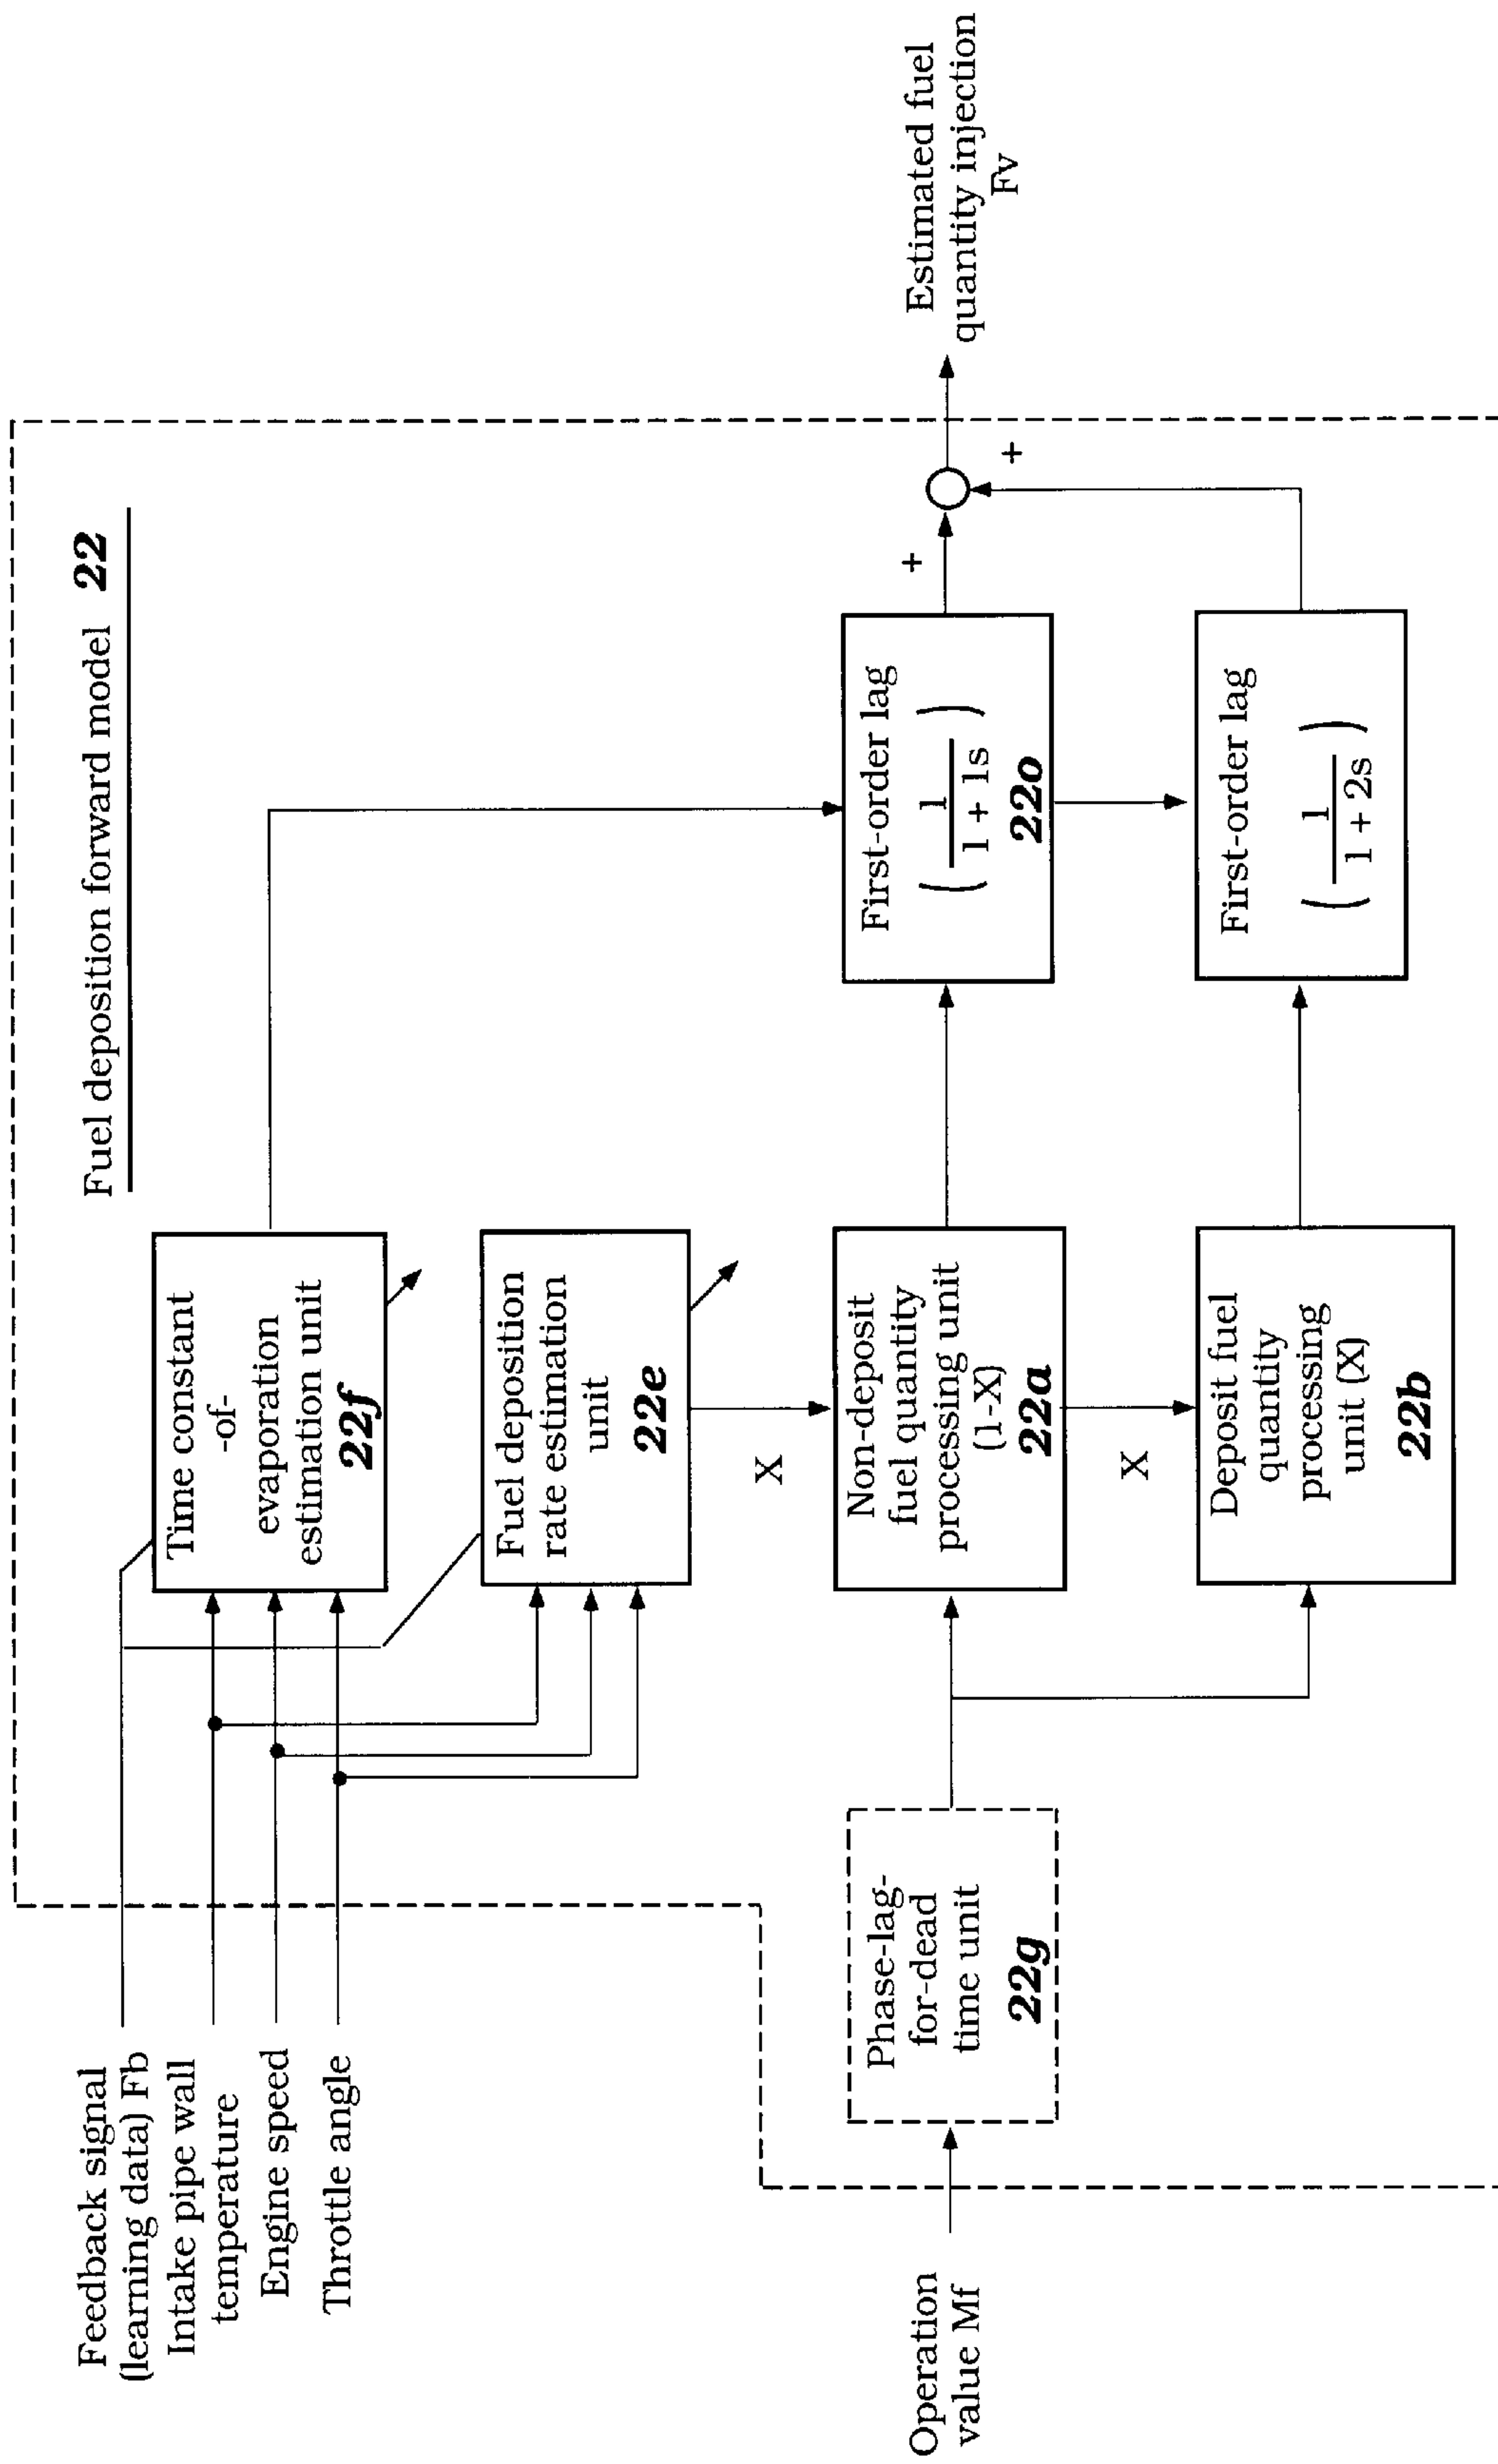 Fuel deposition forward model 22
Feedback signal
(learning data) Fb
Intake pipe wall
temperature
Engine speed
Throttle angle
Time constant
-of-
evaporation
estimation unit
22f
Fuel deposition
rate estimation
unit
22e
X
Operation
value Mf
Phase-lag-
for-dead
time unit
22g
Non-deposit
fuel quantity
processing unit
(1-X)
22a
X
Deposit fuel
quantity
processing
unit (X)
22b
First-order lag
( 1 / 1 + 1s )
22o
First-order lag
( 1 / 1 + 2s )
+
+
Estimated fuel
quantity injection
Fv